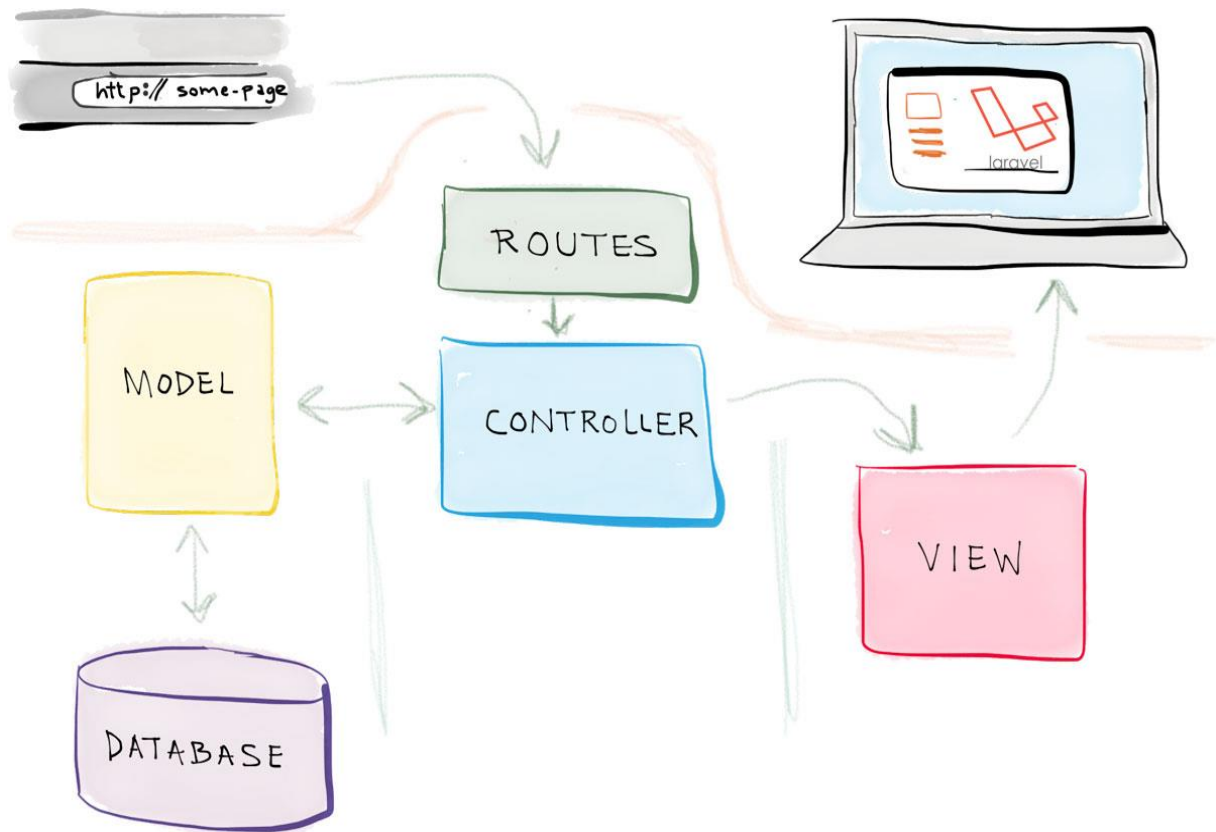 http:// some-page
laravel
ROUTES
MODEL
CONTROLLER
VIEW
DATABASE